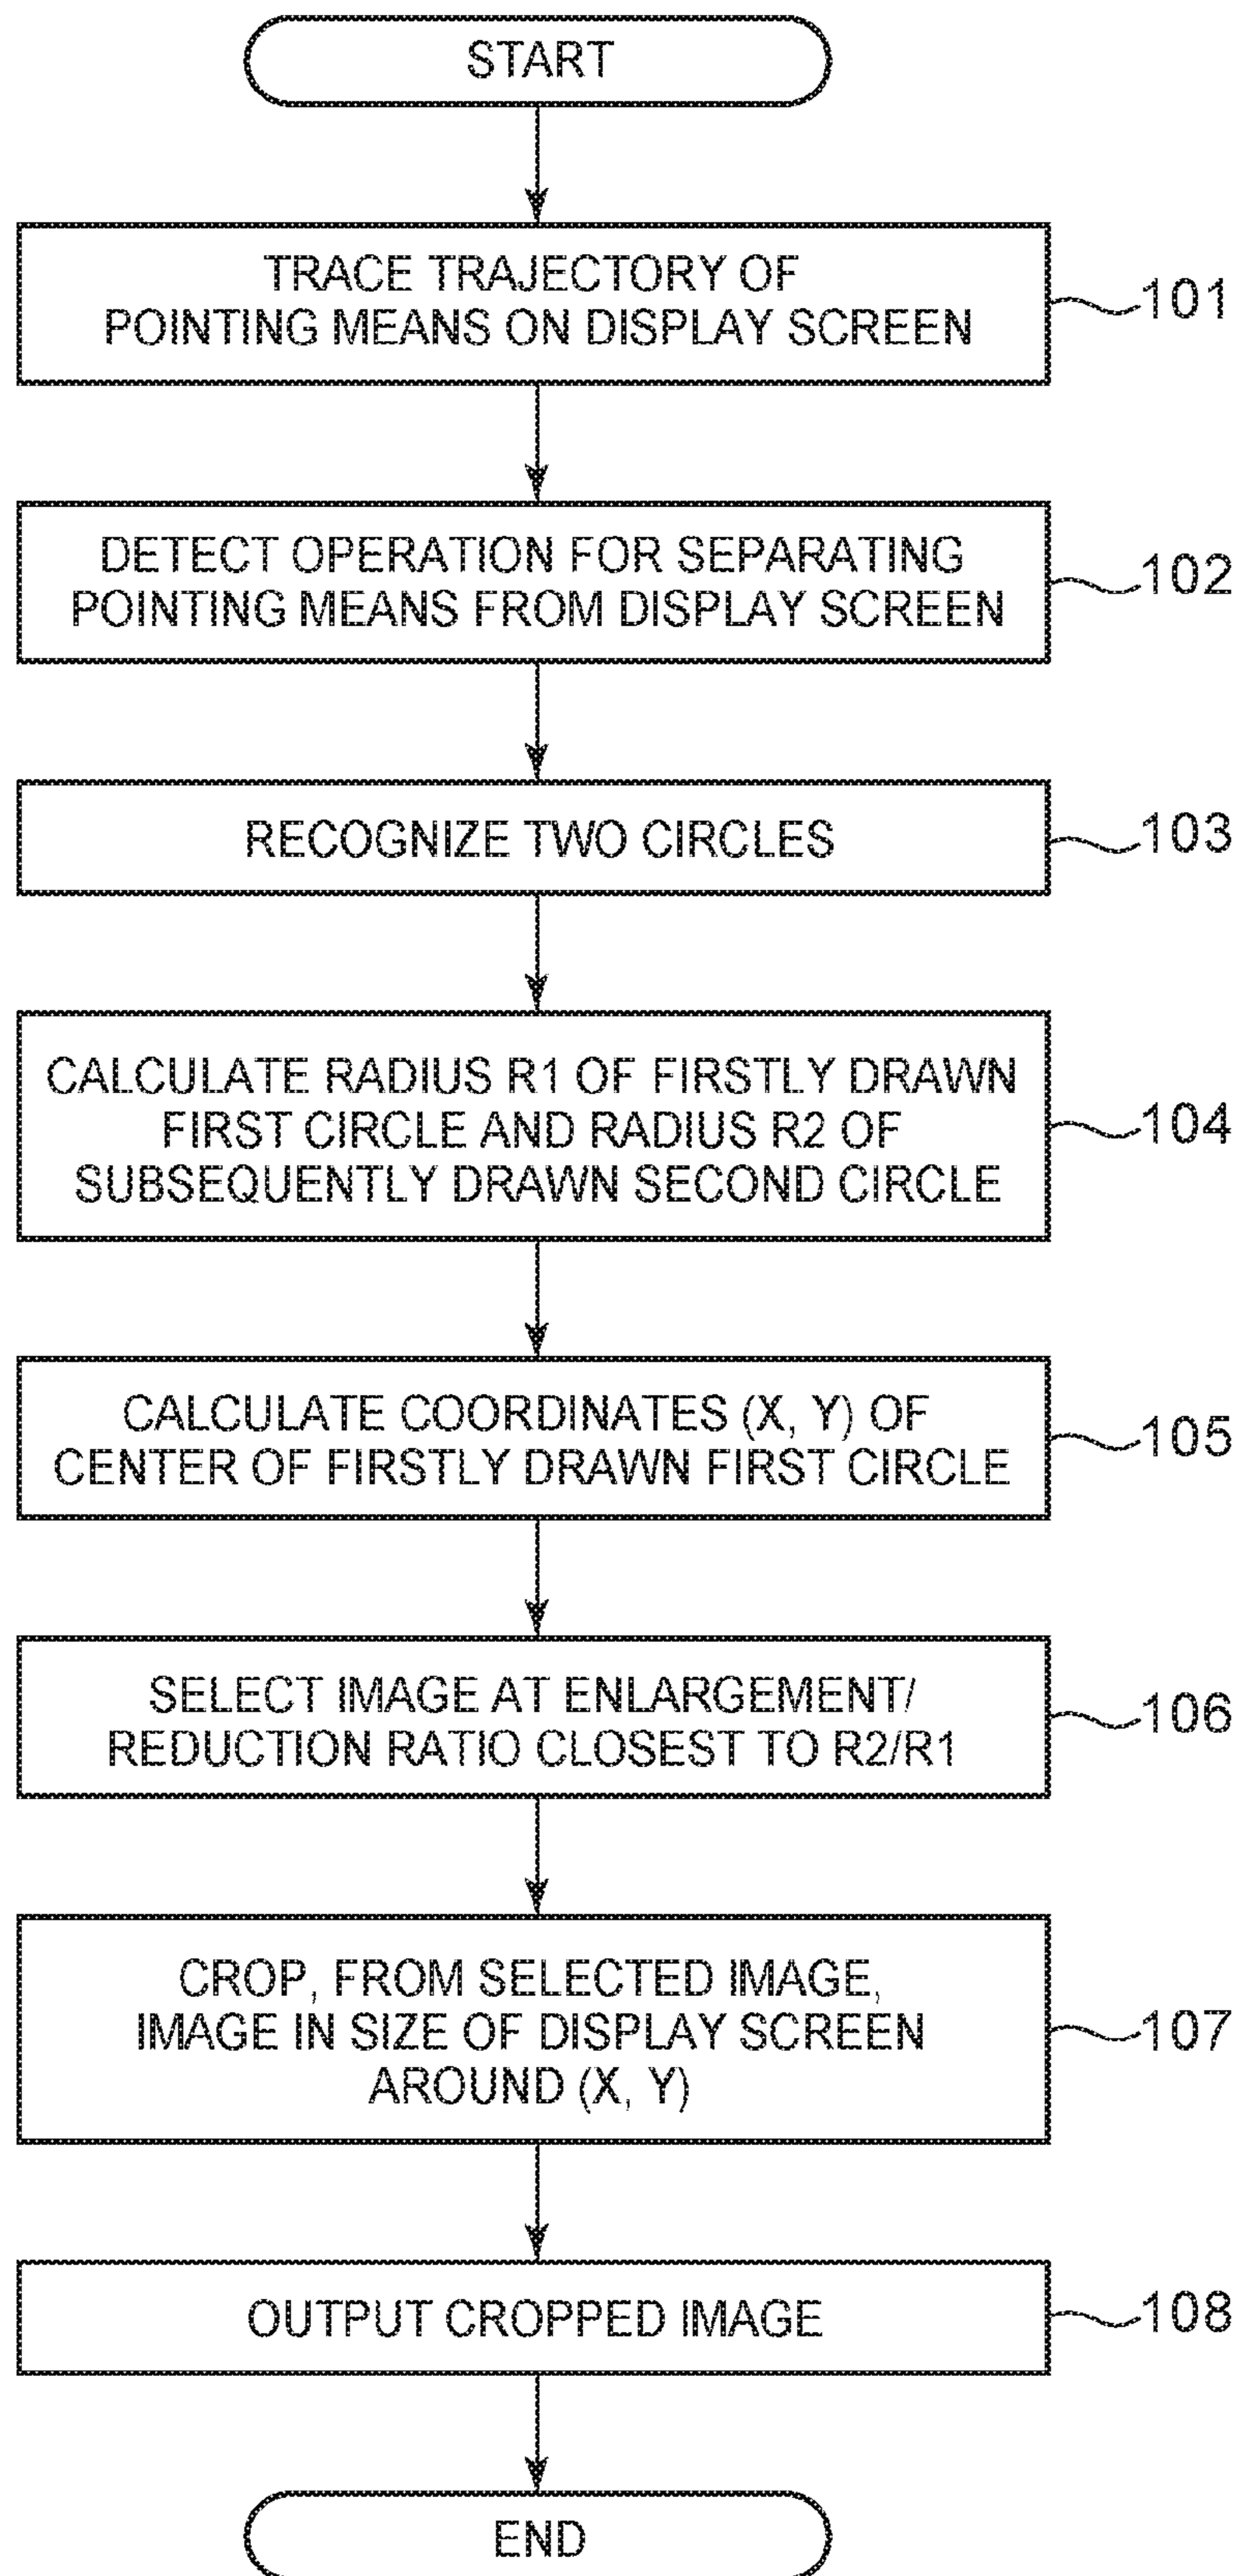 START
TRACE TRAJECTORY OF
POINTING MEANS ON DISPLAY SCREEN
101
DETECT OPERATION FOR SEPARATING
POINTING MEANS FROM DISPLAY SCREEN
102
RECOGNIZE TWO CIRCLES
103
CALCULATE RADIUS R1 OF FIRSTLY DRAWN
FIRST CIRCLE AND RADIUS R2 OF
SUBSEQUENTLY DRAWN SECOND CIRCLE
104
CALCULATE COORDINATES (X, Y) OF
CENTER OF FIRSTLY DRAWN FIRST CIRCLE
105
SELECT IMAGE AT ENLARGEMENT/
REDUCTION RATIO CLOSEST TO R2/R1
106
CROP, FROM SELECTED IMAGE,
IMAGE IN SIZE OF DISPLAY SCREEN
AROUND (X, Y)
107
OUTPUT CROPPED IMAGE
108
END